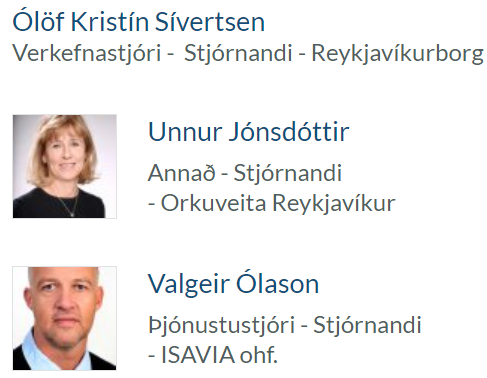 Ólöf Kristín Sívertsen
Verkefnastjóri - Stjórnandi - Reykjavíkurborg
Unnur Jónsdóttir
Annað - Stjórnandi
- Orkuveita Reykjavíkur
Valgeir Ólason
Þjónustustjóri - Stjórnandi
- ISAVIA ohf.